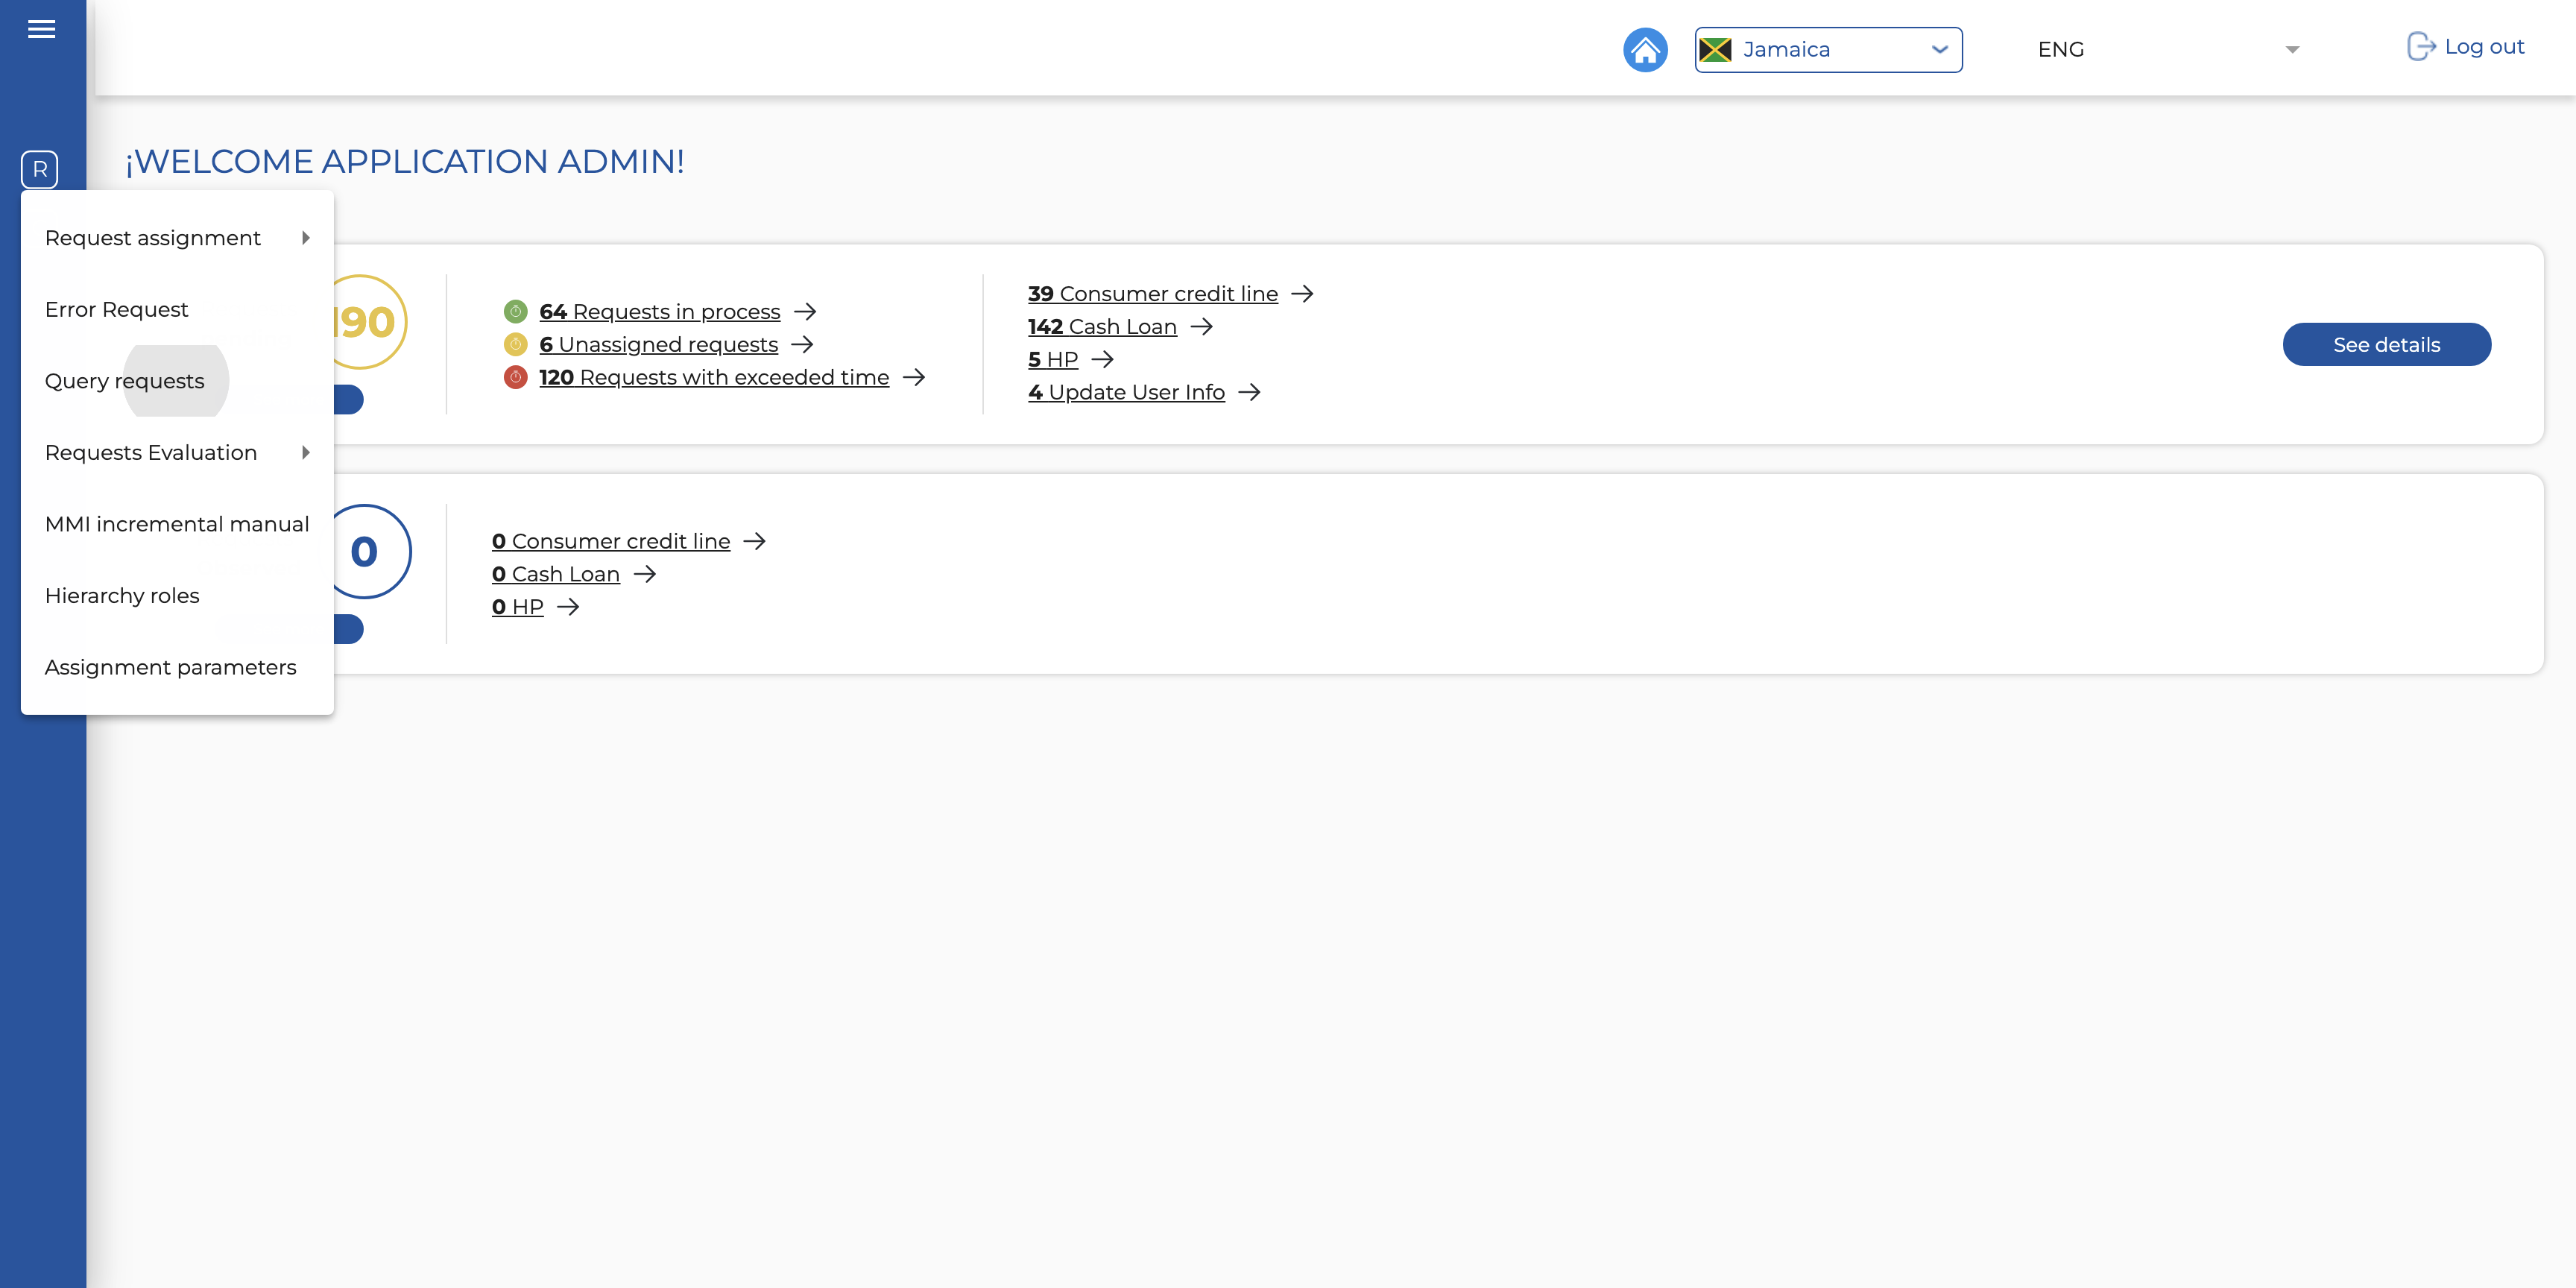 Jamaica
ENG
Log out
R
¡WELCOME APPLICATION ADMIN!
Request assignment
Error Request
Query requests
Requests Evaluation
MMI incremental manual
Hierarchy roles
Assignment parameters
190
64 Requests in process
6 Unassigned requests
120 Requests with exceeded time
39 Consumer credit line
142 Cash Loan
5 HP
4 Update User Info
See details
0
0 Consumer credit line
0 Cash Loan
0 HP